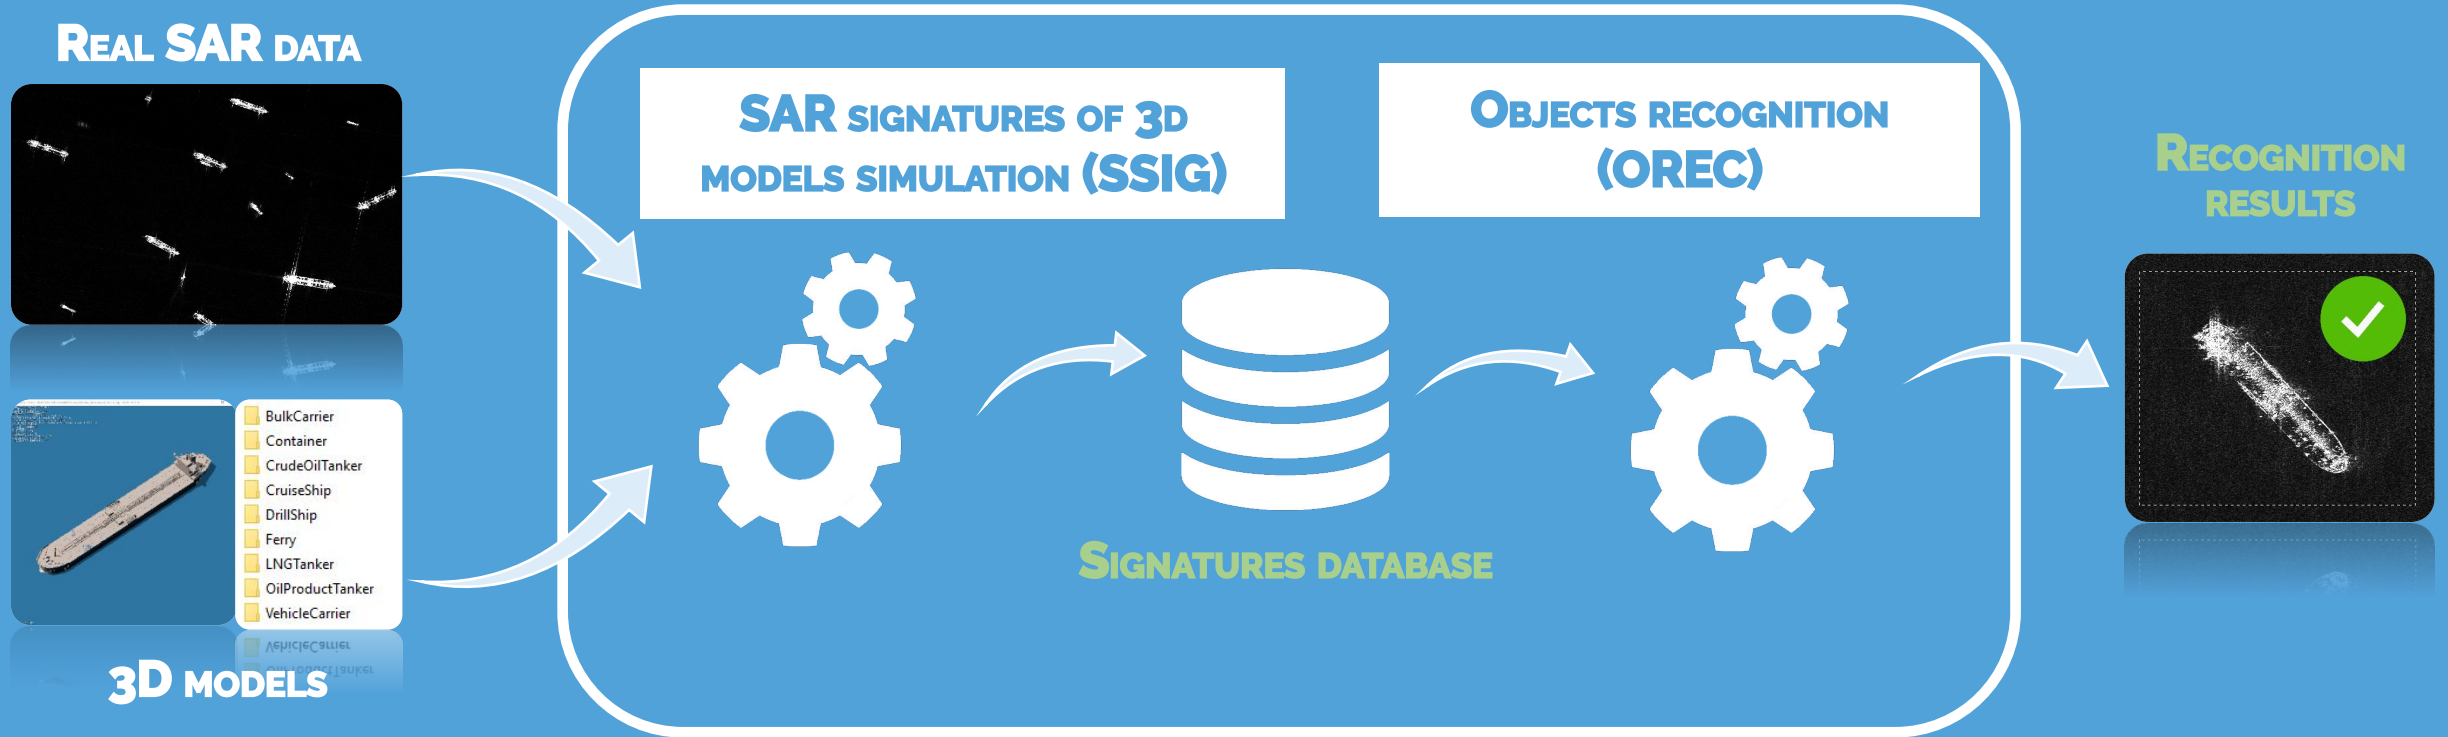 Real SAR data
BulkCarrier
Container
CrudeOilTanker
CruiseShip
DrillShip
Ferry
LNGTanker
OilProductTanker
VehicleCarrier
3D models
SAR signatures of 3d
models simulation (SSIG)
Objects recognition
(OREC)
Signatures database
Recognition
results